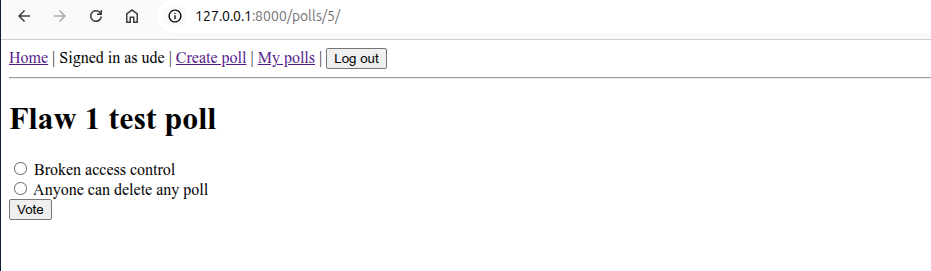 127.0.0.1:8000/polls/5/
Home | Signed in as ude | Create poll | My polls | Log out
Flaw 1 test poll
Broken access control
Anyone can delete any poll
Vote